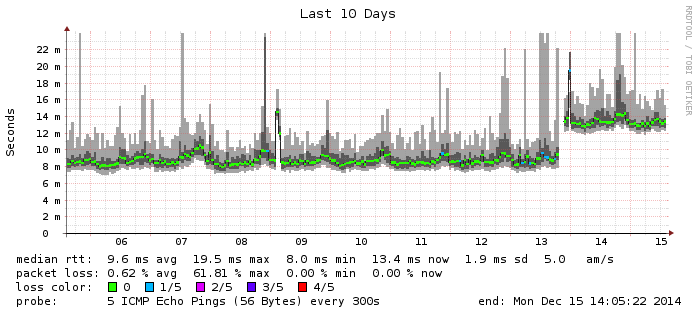 Last 10 Days
RRDTOOL / TOBI OETIKER
Seconds
22 m
20 m
18 m
16 m
14 m
12 m
10 m
8 m
6 m
4 m
2 m
0
06 07 08 09 10 11 12 13 14 15
median rtt: 9.6 ms avg 19.5 ms max 8.0 ms min 13.4 ms now 1.9 ms sd 5.0 am/s
packet loss: 0.62 % avg 61.81 % max 0.00 % min 0.00 % now
loss color: 0 1/5 2/5 3/5 4/5
probe: 5 ICMP Echo Pings (56 Bytes) every 300s end: Mon Dec 15 14:05:22 2014